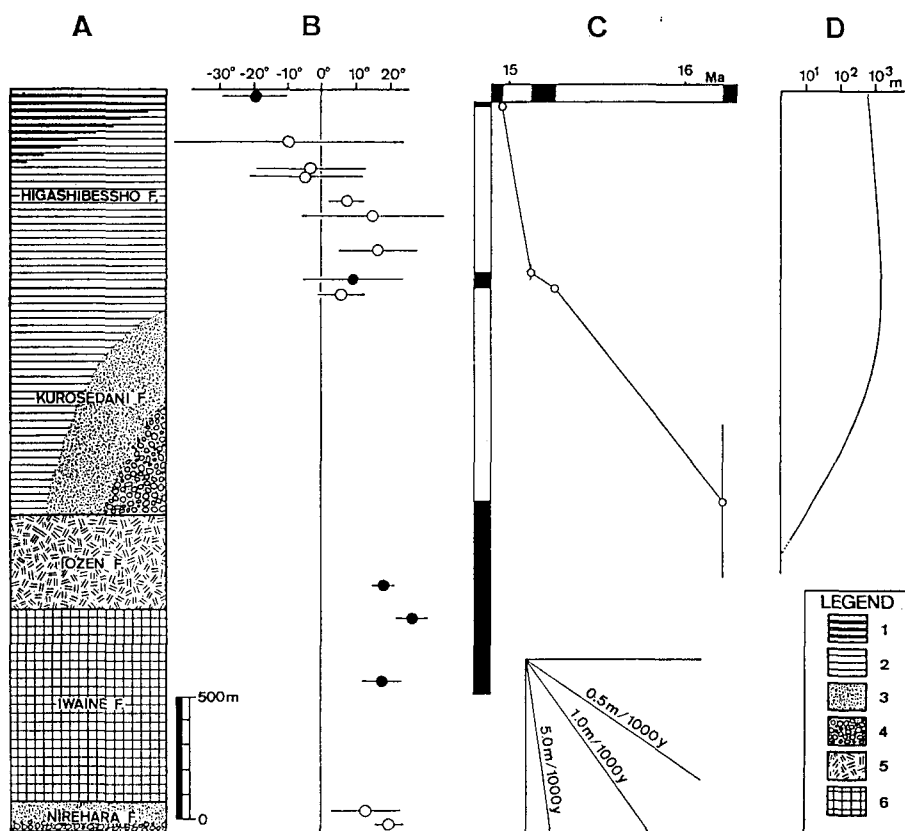 A B C D
-30° -20° -10° 0° 10° 20°
15 16 Ma
10¹ 10² 10³ m
HIGASHIBESSHO F.
KUROSEDANI F.
IOZEN F.
IWAINE F.
NIREHARA F.
500m
0
0.5m/1000y
1.0m/1000y
5.0m/1000y
LEGEND
1
2
3
4
5
6